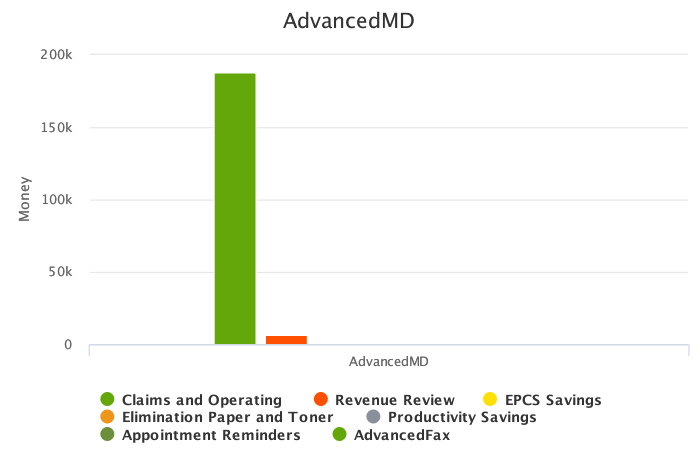 AdvancedMD
200k
150k
100k
50k
0
Money
AdvancedMD
Claims and Operating Revenue Review EPCS Savings
Elimination Paper and Toner Productivity Savings
Appointment Reminders AdvancedFax